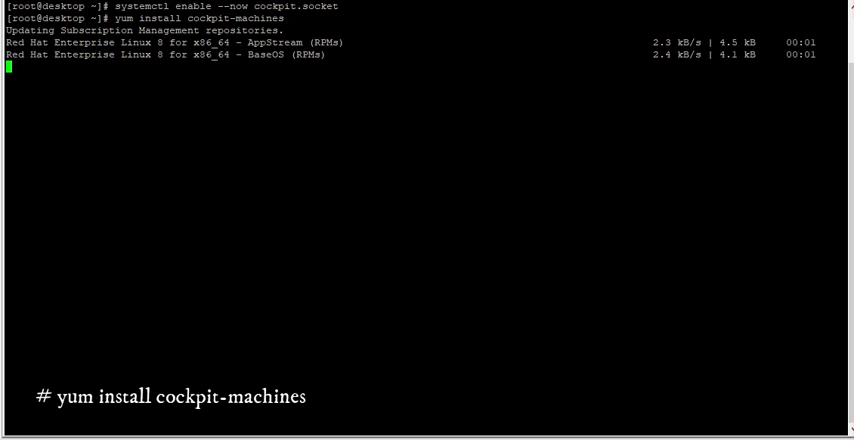 [root@desktop ~]# systemctl enable --now cockpit.socket
[root@desktop ~]# yum install cockpit-machines
Updating Subscription Management repositories.
Red Hat Enterprise Linux 8 for x86_64 - AppStream (RPMs) 2.3 kB/s | 4.5 kB 00:01
Red Hat Enterprise Linux 8 for x86_64 - BaseOS (RPMs) 2.4 kB/s | 4.1 kB 00:01
# yum install cockpit-machines